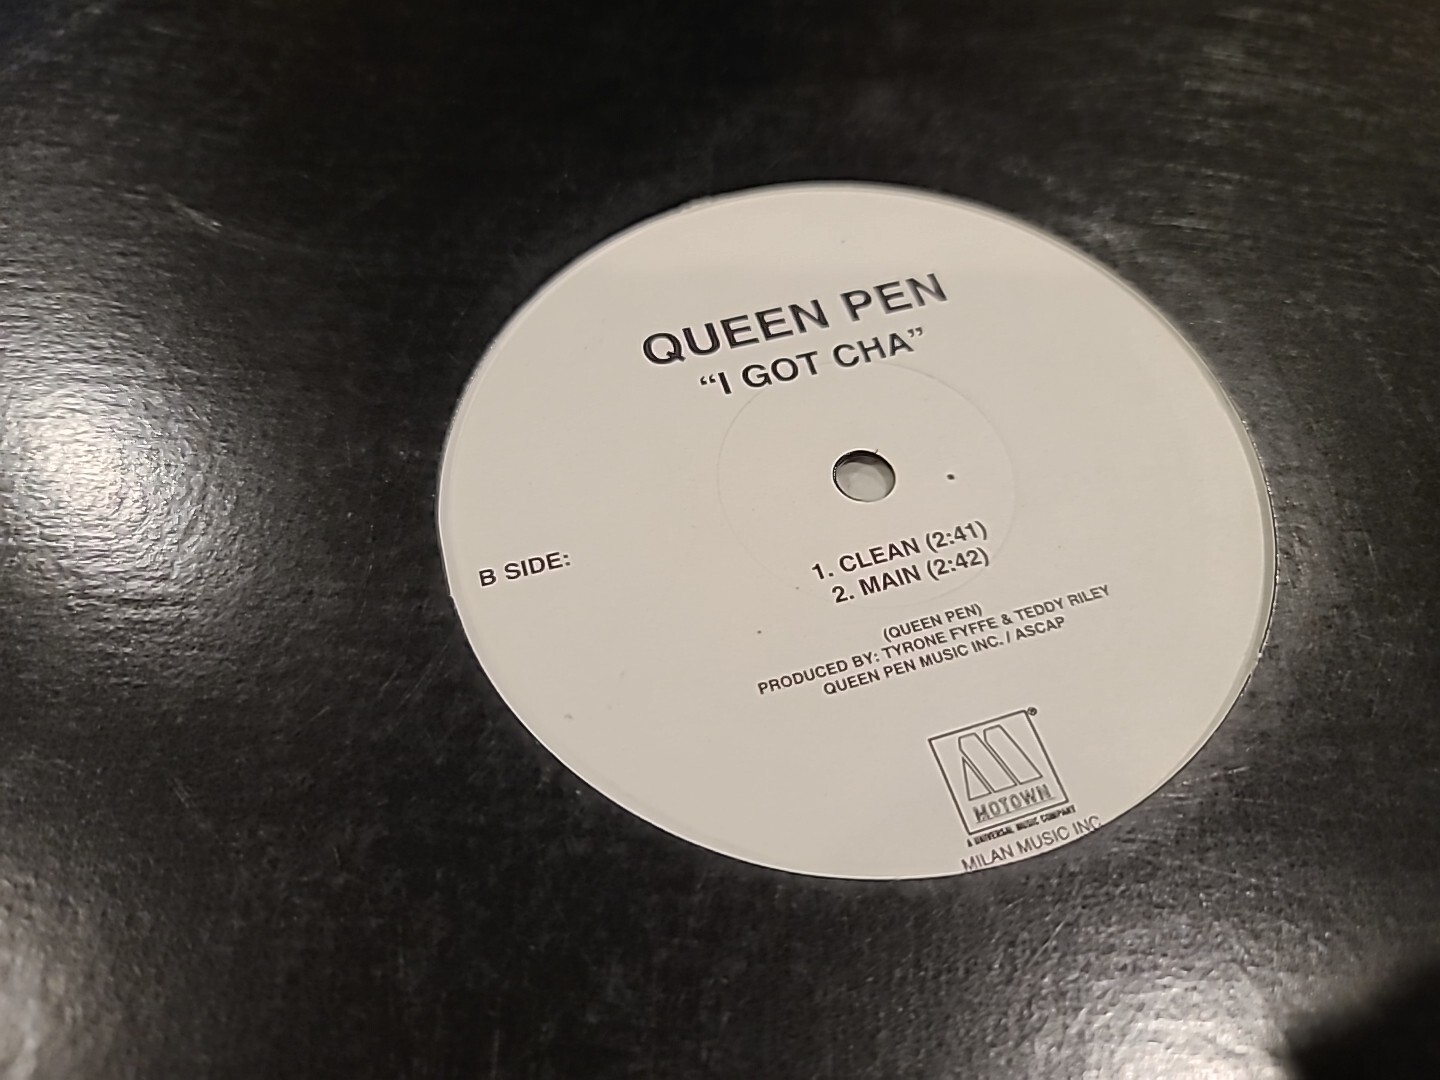 QUEEN PEN
“I GOT CHA”
B SIDE:
1. CLEAN (2:41)
2. MAIN (2:42)
(QUEEN PEN)
PRODUCED BY: TYRONE FYFFE & TEDDY RILEY
QUEEN PEN MUSIC INC. / ASCAP
®
MOTOWN
A UNIVERSAL MUSIC COMPANY
MILAN MUSIC INC